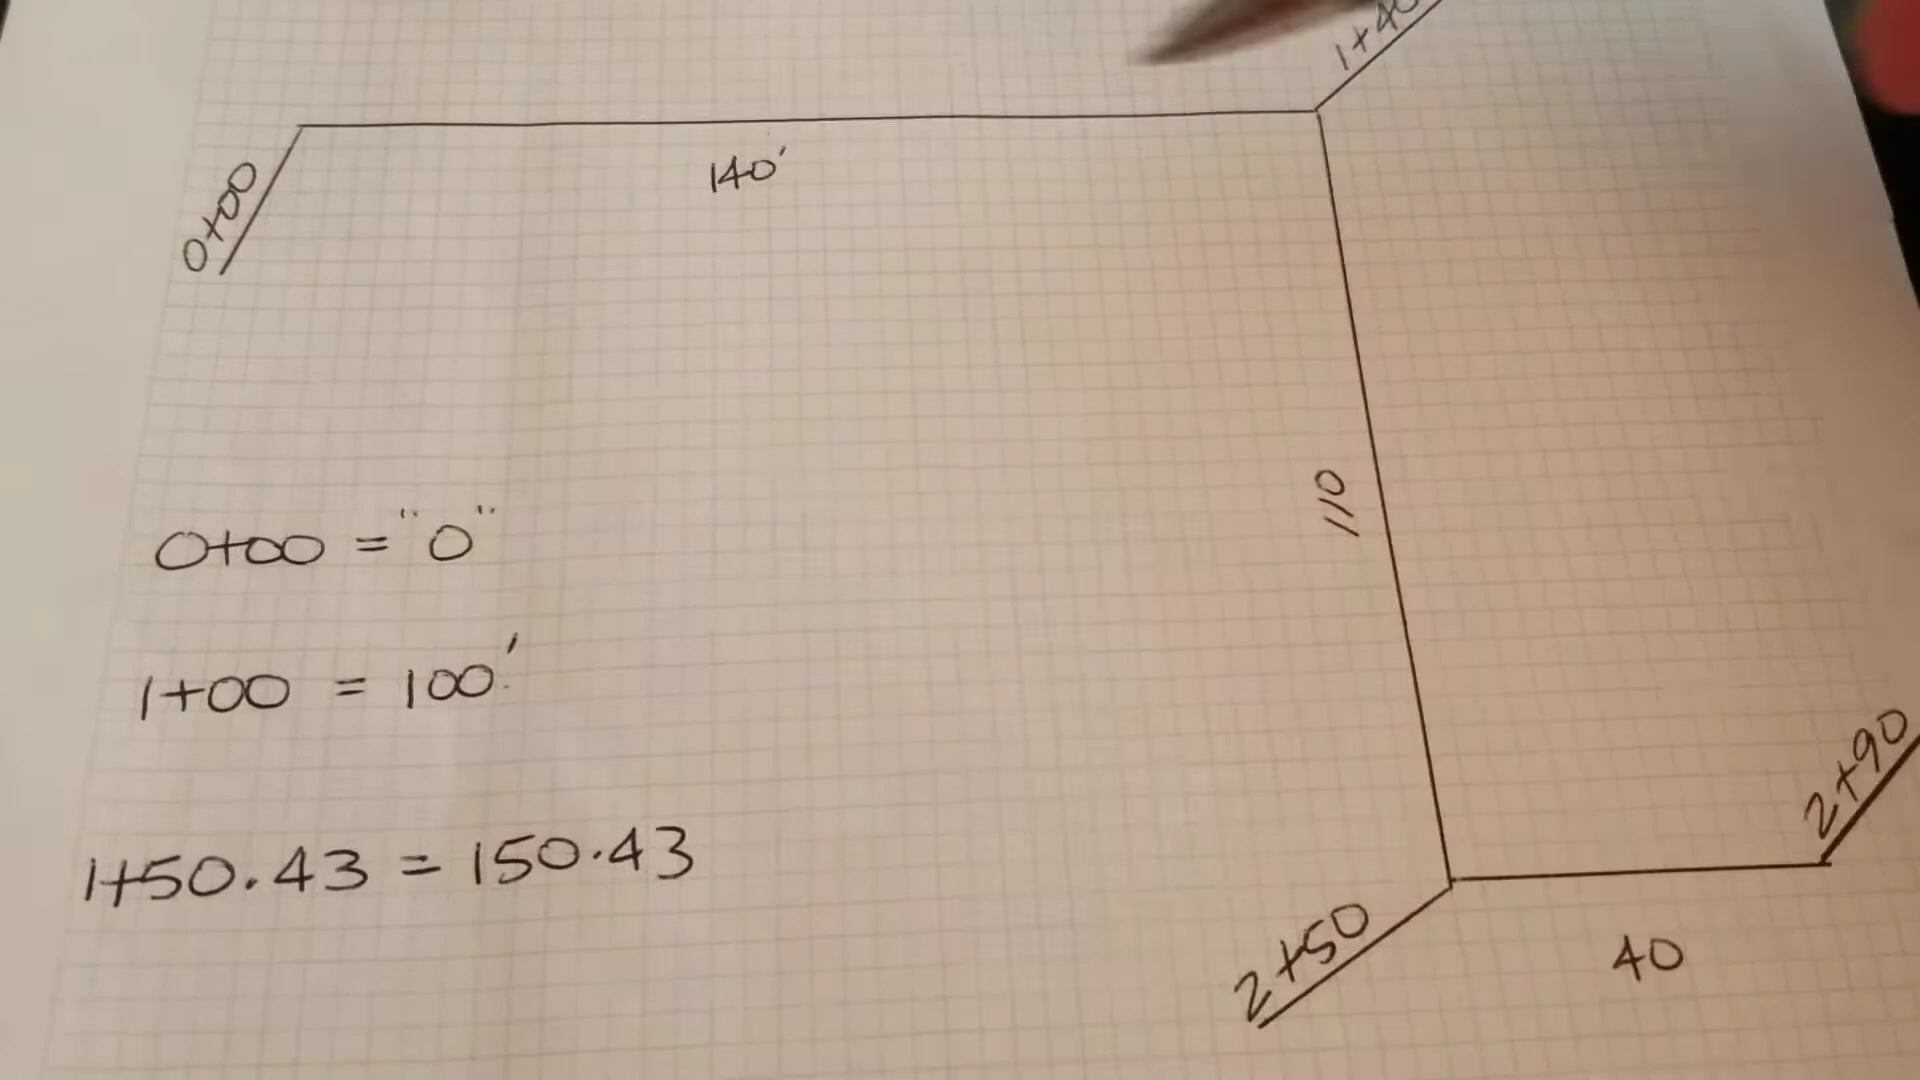 1+40
0+00
140'
110
0+00 = "0"
1+00 = 100'
1+50.43 = 150.43
2+90
2+50
40